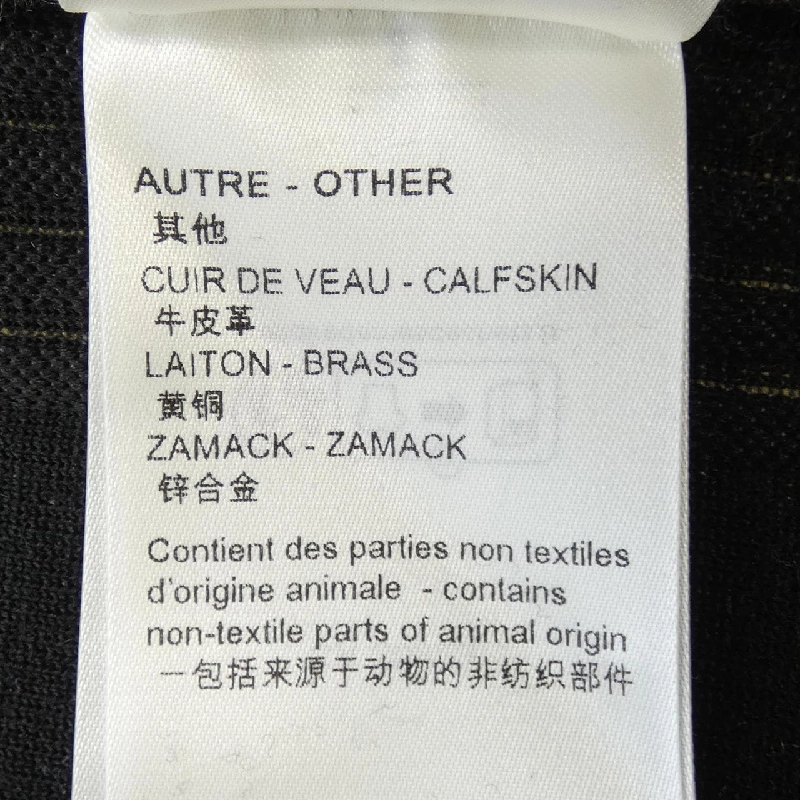 AUTRE - OTHER
其他
CUIR DE VEAU - CALFSKIN
牛皮革
LAITON - BRASS
黄铜
ZAMACK - ZAMACK
锌合金
Contient des parties non textiles
d'origine animale - contains
non-textile parts of animal origin
－包括来源于动物的非纺织部件